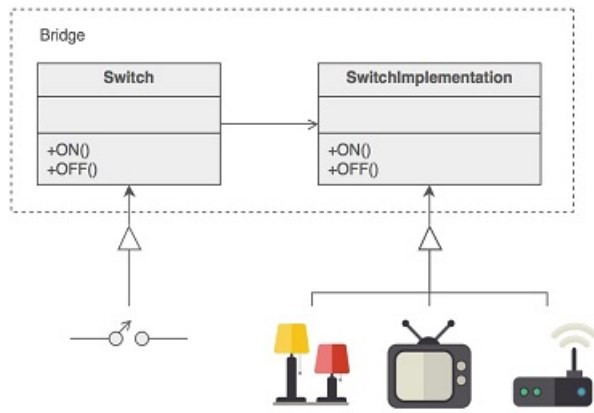 Bridge
Switch
SwitchImplementation
+ON()
+OFF()
+ON()
+OFF()